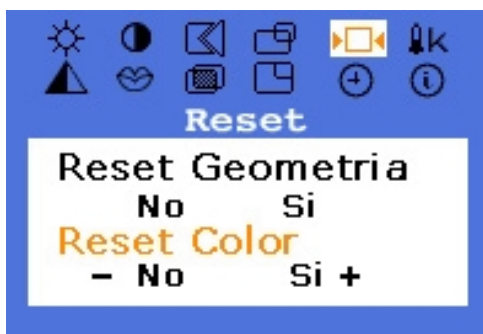 K
Reset
Reset Geometria
No Si
Reset Color
– No Si +